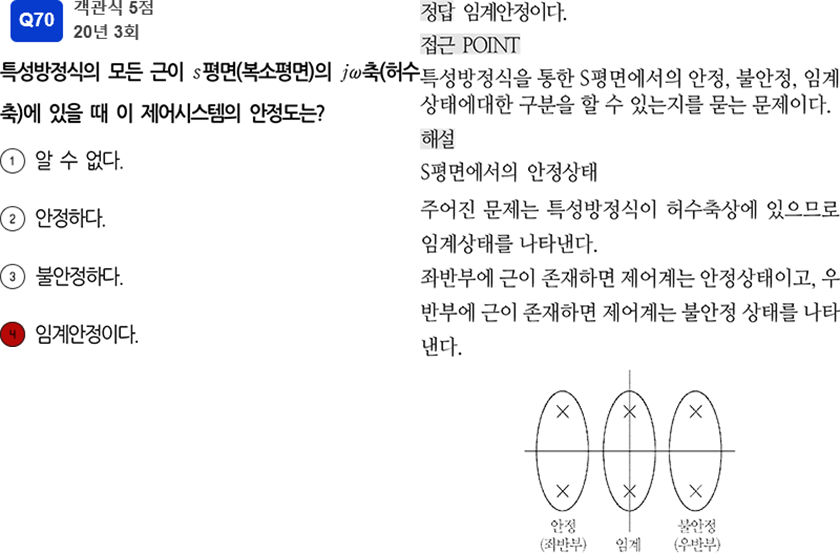 Q70
객관식 5점
20년 3회
특성방정식의 모든 근이 s평면(복소평면)의 jω축(허수
축)에 있을 때 이 제어시스템의 안정도는?
1 알 수 없다.
2 안정하다.
3 불안정하다.
4 임계안정이다.
정답 임계안정이다.
접근 POINT
특성방정식을 통한 S평면에서의 안정, 불안정, 임계
상태에대한 구분을 할 수 있는지를 묻는 문제이다.
해설
S평면에서의 안정상태
주어진 문제는 특성방정식이 허수축상에 있으므로
임계상태를 나타낸다.
좌반부에 근이 존재하면 제어계는 안정상태이고, 우
반부에 근이 존재하면 제어계는 불안정 상태를 나타
낸다.
안정 불안정
(좌반부) 임계 (우반부)